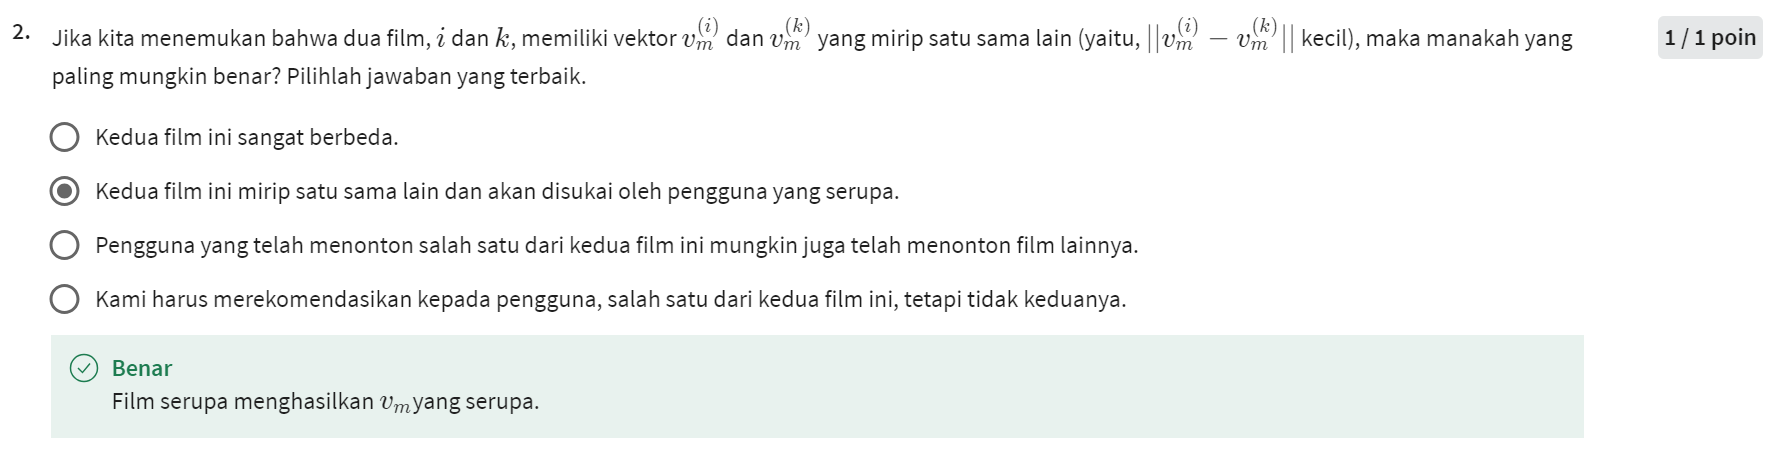 2. Jika kita menemukan bahwa dua film, i dan k, memiliki vektor v_m^{(i)} dan v_m^{(k)} yang mirip satu sama lain (yaitu, ||v_m^{(i)} − v_m^{(k)}|| kecil), maka manakah yang 1 / 1 poin
paling mungkin benar? Pilihlah jawaban yang terbaik.
Kedua film ini sangat berbeda.
Kedua film ini mirip satu sama lain dan akan disukai oleh pengguna yang serupa.
Pengguna yang telah menonton salah satu dari kedua film ini mungkin juga telah menonton film lainnya.
Kami harus merekomendasikan kepada pengguna, salah satu dari kedua film ini, tetapi tidak keduanya.
Benar
Film serupa menghasilkan v_m yang serupa.